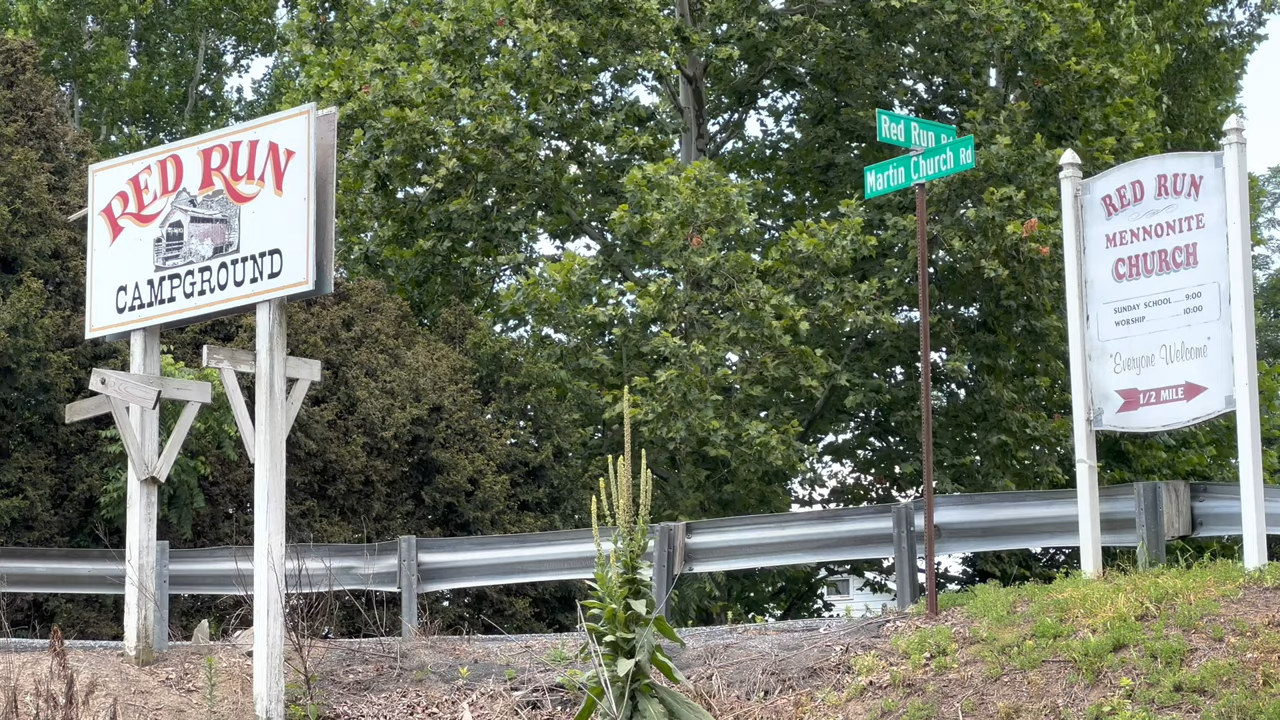 RED RUN
CAMPGROUND
Red Run Rd
Martin Church Rd
RED RUN
MENNONITE
CHURCH
SUNDAY SCHOOL 9:00
WORSHIP 10:00
"Everyone Welcome"
1/2 MILE